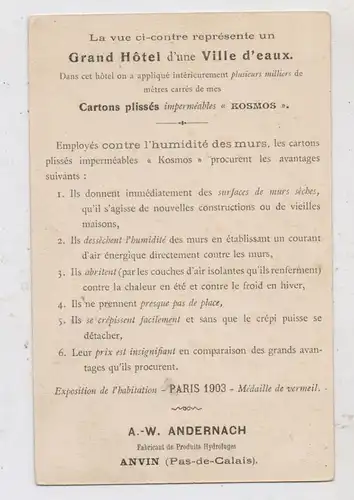 La vue ci-contre représente un
Grand Hôtel d'une Ville d'eaux.
Dans cet hôtel on a appliqué intérieurement plusieurs milliers de
mètres carrés de mes
Cartons plissés imperméables « KOSMOS ».
Employés contre l'humidité des murs, les cartons
plissés imperméables « Kosmos » procurent les avantages
suivants :
1. Ils donnent immédiatement des surfaces de murs sèches,
qu'il s'agisse de nouvelles constructions ou de vieilles
maisons,
2. Ils dessèchent l'humidité des murs en établissant un courant
d'air énergique directement contre les murs,
3. Ils abritent (par les couches d'air isolantes qu'ils renferment)
contre la chaleur en été et contre le froid en hiver,
4. Ils ne prennent presque pas de place,
5. Ils se crépissent facilement et sans que le crépi puisse se
détacher,
6. Leur prix est insignifiant en comparaison des grands avan-
tages qu'ils procurent.
Exposition de l'habitation - PARIS 1903 - Médaille de vermeil.
A.-W. ANDERNACH
Fabricant de Produits Hydrofuges
ANVIN (Pas-de-Calais).